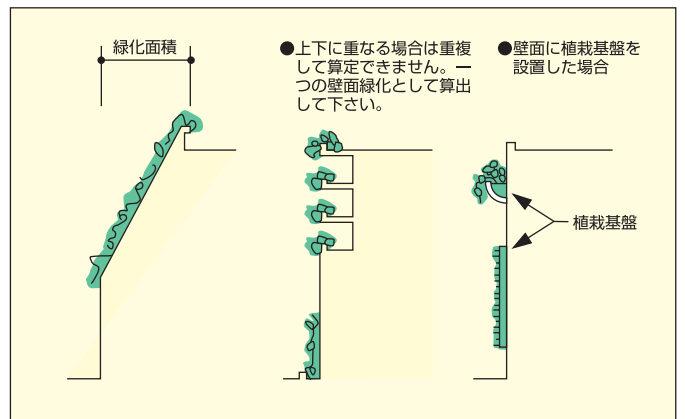 緑化面積
●上下に重なる場合は重複
して算定できません。一
つの壁面緑化として算出
して下さい。
●壁面に植栽基盤を
設置した場合
植栽基盤